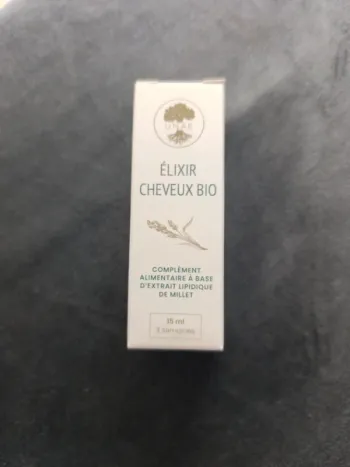 ÉLIXIR
CHEVEUX BIO
COMPLÉMENT
ALIMENTAIRE À BASE
D'EXTRAIT LIPIDIQUE
DE MILLET
15 ml